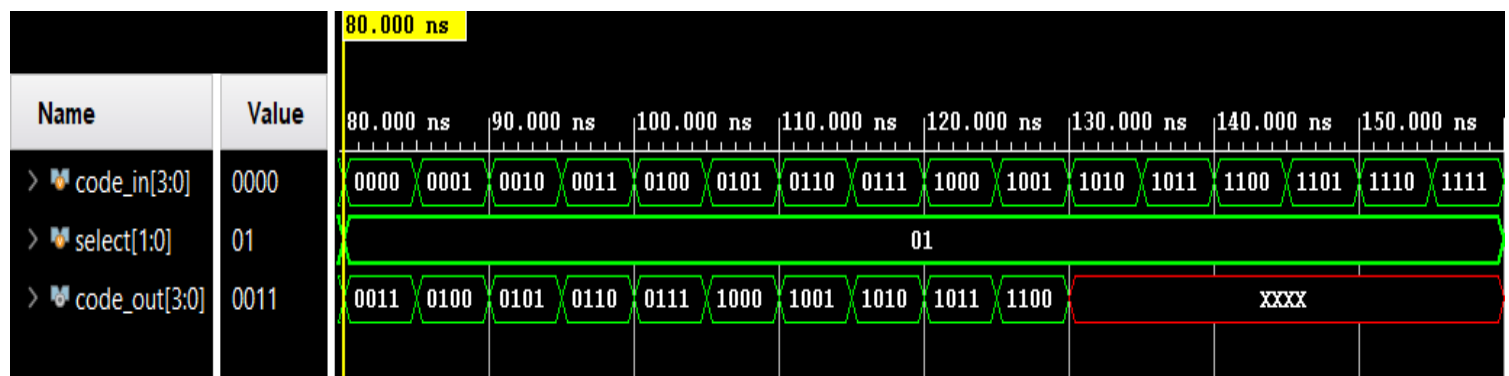 80.000 ns
Name Value
80.000 ns 90.000 ns 100.000 ns 110.000 ns 120.000 ns 130.000 ns 140.000 ns 150.000 ns
code_in[3:0] 0000 0000 0001 0010 0011 0100 0101 0110 0111 1000 1001 1010 1011 1100 1101 1110 1111
select[1:0] 01 01
code_out[3:0] 0011 0011 0100 0101 0110 0111 1000 1001 1010 1011 1100 XXXX